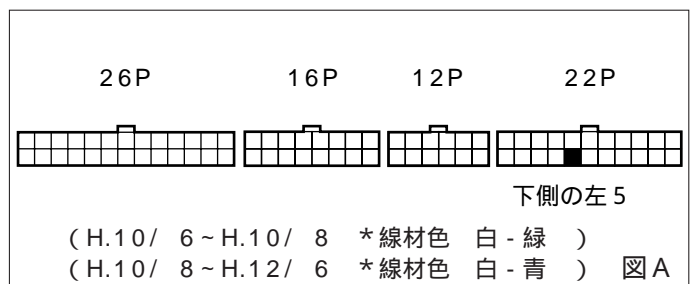 26P 16P 12P 22P
下側の左5
(H.10/ 6~H.10/ 8 *線材色 白-緑 )
(H.10/ 8~H.12/ 6 *線材色 白-青 ) 図A